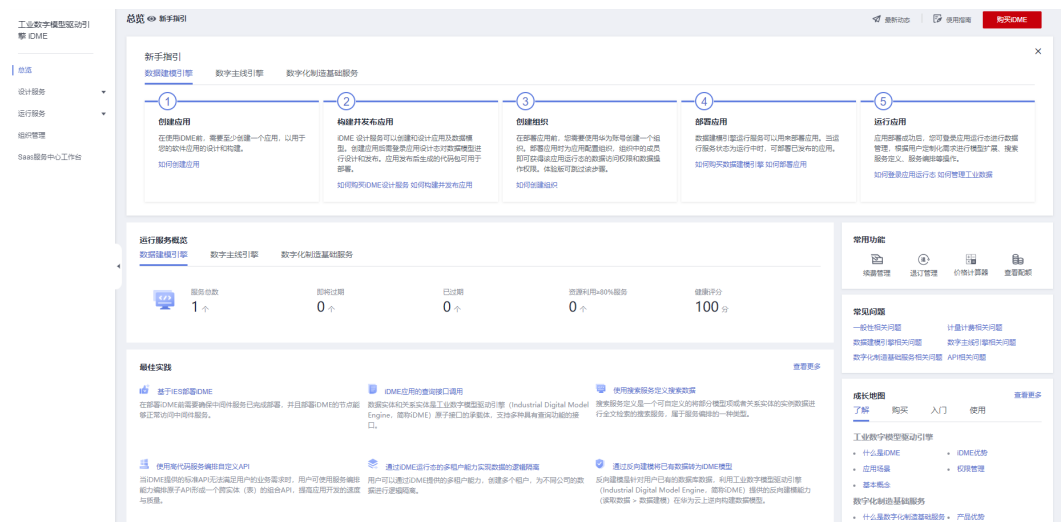 工业数字模型驱动引
擎 iDME
总览
设计服务
运行服务
组织管理
SaaS服务中心工作台
总览 新手指引
最新动态
使用指南
购买iDME
新手指引
数据建模引擎 数字主线引擎 数字化制造基础服务
1
创建应用
在使用iDME前，需要至少创建一个应用，以用于
您的软件应用的设计和构建。
如何创建应用
2
构建并发布应用
iDME 设计服务可以创建和设计应用及数据模
型。创建应用后需登录应用设计态对数据模型进
行设计和发布。应用发布后生成的代码包可用于
部署。
如何购买iDME设计服务 如何构建并发布应用
3
创建组织
在部署应用前，您需要使用华为账号创建一个组
织。部署应用时为应用配置组织，组织中的成员
即可获得该应用运行态的数据访问权限和数据操
作权限。体验版可跳过该步骤。
如何创建组织
4
部署应用
数据建模引擎运行服务可以用来部署应用。当运
行服务状态为运行中时，可部署已发布的应用。
如何购买数据建模引擎 如何部署应用
5
运行应用
应用部署成功后，您可登录应用运行态进行数据
管理，根据用户定制化需求进行模型扩展、搜索
服务定义、服务编排等操作。
如何登录应用运行态 如何管理工业数据
运行服务概览
数据建模引擎 数字主线引擎 数字化制造基础服务
服务总数
1 个
即将过期
0 个
已过期
0 个
资源利用≥80%服务
0 个
健康评分
100 分
常用功能
续费管理 退订管理 价格计算器 查看配额
常见问题
一般性相关问题 计量计费相关问题
数据建模引擎相关问题 数字主线引擎相关问题
数字化制造基础服务相关问题 API相关问题
最佳实践
查看更多
基于IES部署iDME
在部署iDME前需要确保中间件服务已完成部署，并且部署iDME的节点能
够正常访问中间件服务。
iDME应用的查询接口调用
数据实体和关系实体是工业数字模型驱动引擎（Industrial Digital Model
Engine，简称iDME）原子接口的承载体，支持多种具有查询功能的接
口。
使用搜索服务定义搜索数据
搜索服务定义是一个可自定义的将部分模型项或者关系实体的实例数据进
行全文检索的搜索服务，属于服务编排的一种类型。
使用高代码服务编排自定义API
当iDME提供的标准API无法满足用户的业务需求时，用户可使用服务编排
能力编排原子API形成一个跨实体（表）的组合API，提高应用开发的速度
与质量。
通过iDME运行态的多租户能力实现数据的逻辑隔离
用户可以通过iDME提供的多租户能力，创建多个租户，为不同公司的数
据进行逻辑隔离。
通过反向建模将已有数据转为iDME模型
反向建模是针对用户已有的数据库数据，利用工业数字模型驱动引擎
（Industrial Digital Model Engine，简称iDME）提供的反向建模能力
（读取数据 > 数据建模）在华为云上逆向构建数据模型。
成长地图
查看更多
了解 购买 入门 使用
工业数字模型驱动引擎
什么是iDME iDME优势
应用场景 权限管理
基本概念
数字化制造基础服务
什么是数字化制造基础服务 产品优势